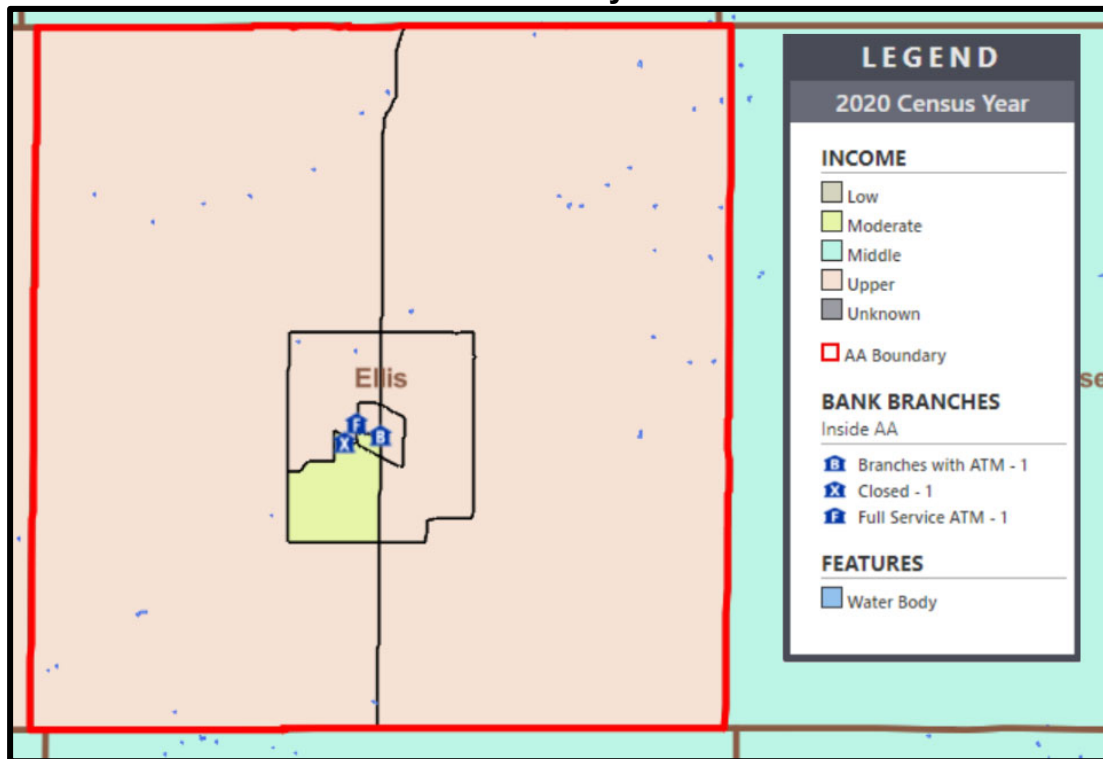 Ellis
LEGEND
2020 Census Year
INCOME
Low
Moderate
Middle
Upper
Unknown
AA Boundary
BANK BRANCHES
Inside AA
B Branches with ATM - 1
X Closed - 1
F Full Service ATM - 1
FEATURES
Water Body
F
B
X